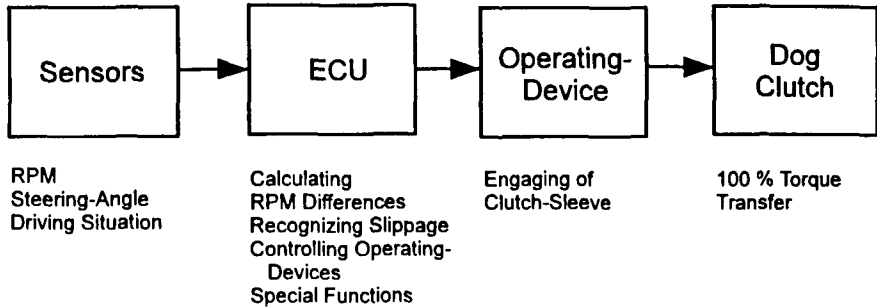 Sensors
ECU
Operating-
Device
Dog
Clutch
RPM
Steering-Angle
Driving Situation
Calculating
RPM Differences
Recognizing Slippage
Controlling Operating-
Devices
Special Functions
Engaging of
Clutch-Sleeve
100 % Torque
Transfer